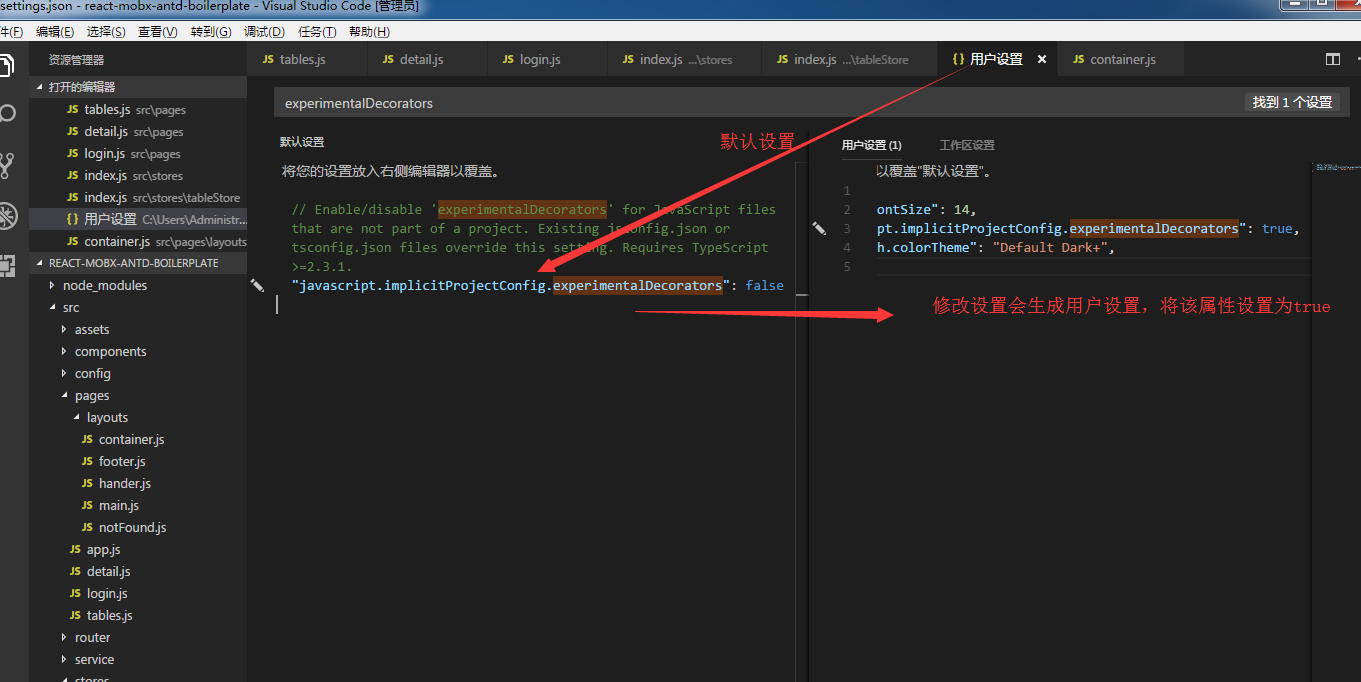 settings.json - react-mobx-antd-boilerplate - Visual Studio Code [管理员]
件(F) 编辑(E) 选择(S) 查看(V) 转到(G) 调试(D) 任务(T) 帮助(H)
资源管理器
JS tables.js
JS detail.js
JS login.js
JS index.js ...\stores
JS index.js ...\tableStore
{} 用户设置 ×
JS container.js
打开的编辑器
JS tables.js src\pages
JS detail.js src\pages
JS login.js src\pages
JS index.js src\stores
JS index.js src\stores\tableStore
{} 用户设置 C:\Users\Administr...
JS container.js src\pages\layouts
REACT-MOBX-ANTD-BOILERPLATE
node_modules
src
assets
components
config
pages
layouts
JS container.js
JS footer.js
JS hander.js
JS main.js
JS notFound.js
JS app.js
JS detail.js
JS login.js
JS tables.js
router
service
stores
experimentalDecorators
找到 1 个设置
默认设置
将您的设置放入右侧编辑器以覆盖。
// Enable/disable 'experimentalDecorators' for JavaScript files
that are not part of a project. Existing jsconfig.json or
tsconfig.json files override this setting. Requires TypeScript
>=2.3.1.
"javascript.implicitProjectConfig.experimentalDecorators": false
默认设置
用户设置 (1) 工作区设置
以覆盖"默认设置"。
1
2 ontSize": 14,
3 pt.implicitProjectConfig.experimentalDecorators": true,
4 h.colorTheme": "Default Dark+",
5
修改设置会生成用户设置，将该属性设置为true